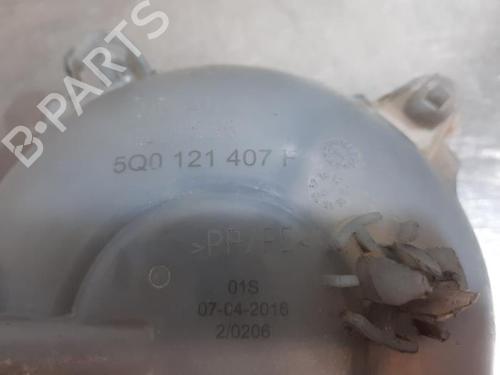 B-PARTS
5Q0 121 407 F
>PP/PE<
01S
07-04-2016
2/0206